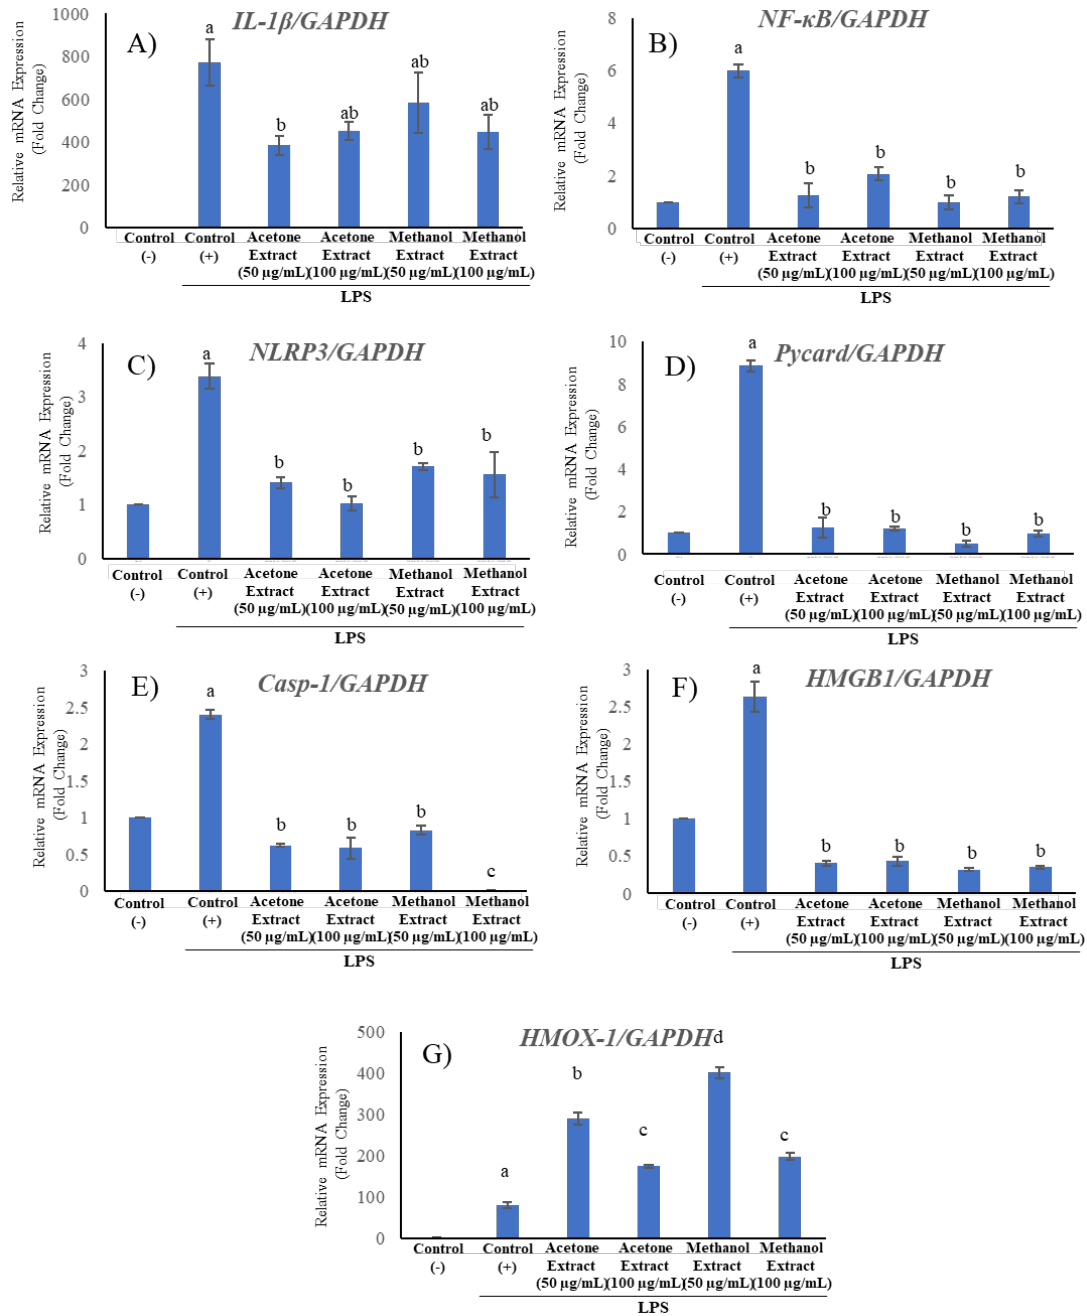 A)
IL-1β/GAPDH
Relative mRNA Expression
(Fold Change)
1000
800
600
400
200
0
a
b
ab
ab
ab
Control Control Acetone Acetone Methanol Methanol
(-) (+) Extract Extract Extract Extract
(50 µg/mL)(100 µg/mL)(50 µg/mL)(100 µg/mL)
LPS
B)
NF-κB/GAPDH
Relative mRNA Expression
(Fold Change)
8
6
4
2
0
a
b
b
b
b
Control Control Acetone Acetone Methanol Methanol
(-) (+) Extract Extract Extract Extract
(50 µg/mL)(100 µg/mL)(50 µg/mL)(100 µg/mL)
LPS
C)
NLRP3/GAPDH
Relative mRNA Expression
(Fold Change)
4
3
2
1
0
a
b
b
b
b
Control Control Acetone Acetone Methanol Methanol
(-) (+) Extract Extract Extract Extract
(50 µg/mL)(100 µg/mL)(50 µg/mL)(100 µg/mL)
LPS
D)
Pycard/GAPDH
Relative mRNA Expression
(Fold Change)
10
8
6
4
2
0
a
b
b
b
b
Control Control Acetone Acetone Methanol Methanol
(-) (+) Extract Extract Extract Extract
(50 µg/mL)(100 µg/mL)(50 µg/mL)(100 µg/mL)
LPS
E)
Casp-1/GAPDH
Relative mRNA Expression
(Fold Change)
3
2.5
2
1.5
1
0.5
0
a
b
b
b
c
Control Control Acetone Acetone Methanol Methanol
(-) (+) Extract Extract Extract Extract
(50 µg/mL)(100 µg/mL)(50 µg/mL)(100 µg/mL)
LPS
F)
HMGB1/GAPDH
Relative mRNA Expression
(Fold Change)
3
2.5
2
1.5
1
0.5
0
a
b
b
b
b
Control Control Acetone Acetone Methanol Methanol
(-) (+) Extract Extract Extract Extract
(50 µg/mL)(100 µg/mL)(50 µg/mL)(100 µg/mL)
LPS
G)
HMOX-1/GAPDH
Relative mRNA Expression
(Fold Change)
500
400
300
200
100
0
a
b
c
d
c
Control Control Acetone Acetone Methanol Methanol
(-) (+) Extract Extract Extract Extract
(50 µg/mL)(100 µg/mL)(50 µg/mL)(100 µg/mL)
LPS